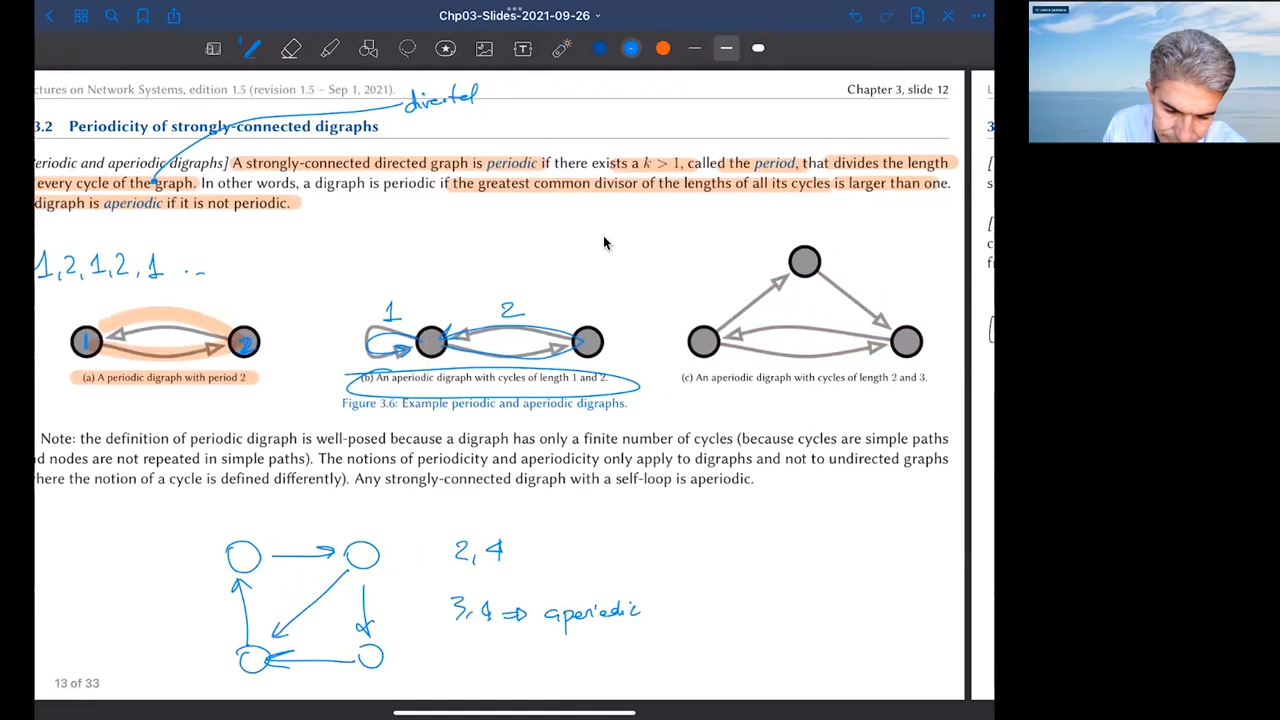 Chp03-Slides-2021-09-26
ctures on Network Systems, edition 1.5 (revision 1.5 – Sep 1, 2021).
Chapter 3, slide 12
directed
3.2 Periodicity of strongly-connected digraphs
eriodic and aperiodic digraphs] A strongly-connected directed graph is periodic if there exists a k > 1, called the period, that divides the length
every cycle of the graph. In other words, a digraph is periodic if the greatest common divisor of the lengths of all its cycles is larger than one.
digraph is aperiodic if it is not periodic.
1,2,1,2,1 ...
1
2
1
2
(a) A periodic digraph with period 2
(b) An aperiodic digraph with cycles of length 1 and 2.
(c) An aperiodic digraph with cycles of length 2 and 3.
Figure 3.6: Example periodic and aperiodic digraphs.
Note: the definition of periodic digraph is well-posed because a digraph has only a finite number of cycles (because cycles are simple paths
d nodes are not repeated in simple paths). The notions of periodicity and aperiodicity only apply to digraphs and not to undirected graphs
here the notion of a cycle is defined differently). Any strongly-connected digraph with a self-loop is aperiodic.
2, 4
3,4 ⇒ aperiodic
13 of 33